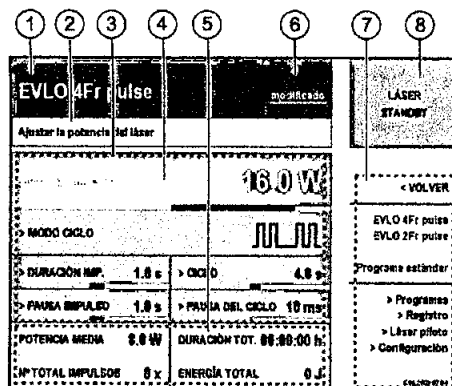 1 2 3 4 5 6 7 8
EVLO 4Fr pulse
modificado
LÁSER
STANDBY
Ajustar la potencia del láser
16.0 W
> MODO CICLO
> DURACIÓN IMP. 1.0 s
> CICLO 4.0 s
> PAUSA IMPULSO 1.0 s
> PAUSA DEL CICLO 10 ms
POTENCIA MEDIA 8.0 W
DURACIÓN TOT. 00:00:00 h
Nº TOTAL IMPULSOS 0 x
ENERGÍA TOTAL 0 J
< VOLVER
EVLO 4Fr pulse
EVLO 2Fr pulse
Programa estándar
> Programas
> Registro
> Láser piloto
> Configuración